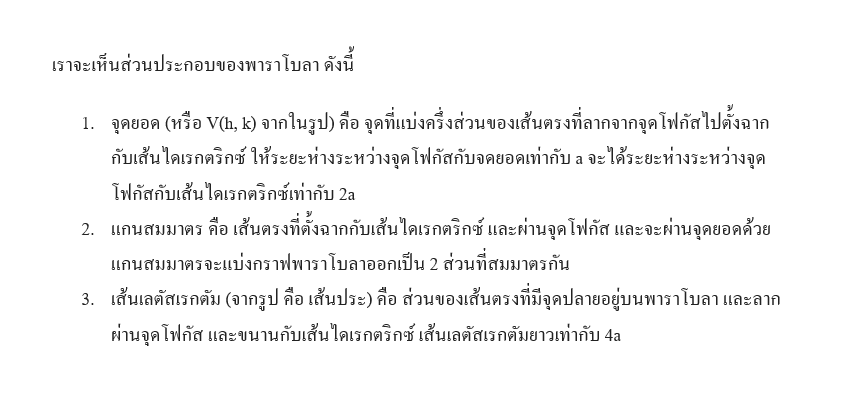 เราจะเห็นส่วนประกอบของพาราโบลา ดังนี้
1. จุดยอด (หรือ V(h, k) จากในรูป) คือ จุดที่แบ่งครึ่งส่วนของเส้นตรงที่ลากจากจุดโฟกัสไปตั้งฉาก
กับเส้นไดเรกตริกซ์ ให้ระยะห่างระหว่างจุดโฟกัสกับจดยอดเท่ากับ a จะได้ระยะห่างระหว่างจุด
โฟกัสกับเส้นไดเรกตริกซ์เท่ากับ 2a
2. แกนสมมาตร คือ เส้นตรงที่ตั้งฉากกับเส้นไดเรกตริกซ์ และผ่านจุดโฟกัส และจะผ่านจุดยอดด้วย
แกนสมมาตรจะแบ่งกราฟพาราโบลาออกเป็น 2 ส่วนที่สมมาตรกัน
3. เส้นเลตัสเรกตัม (จากรูป คือ เส้นประ) คือ ส่วนของเส้นตรงที่มีจุดปลายอยู่บนพาราโบลา และลาก
ผ่านจุดโฟกัส และขนานกับเส้นไดเรกตริกซ์ เส้นเลตัสเรกตัมยาวเท่ากับ 4a